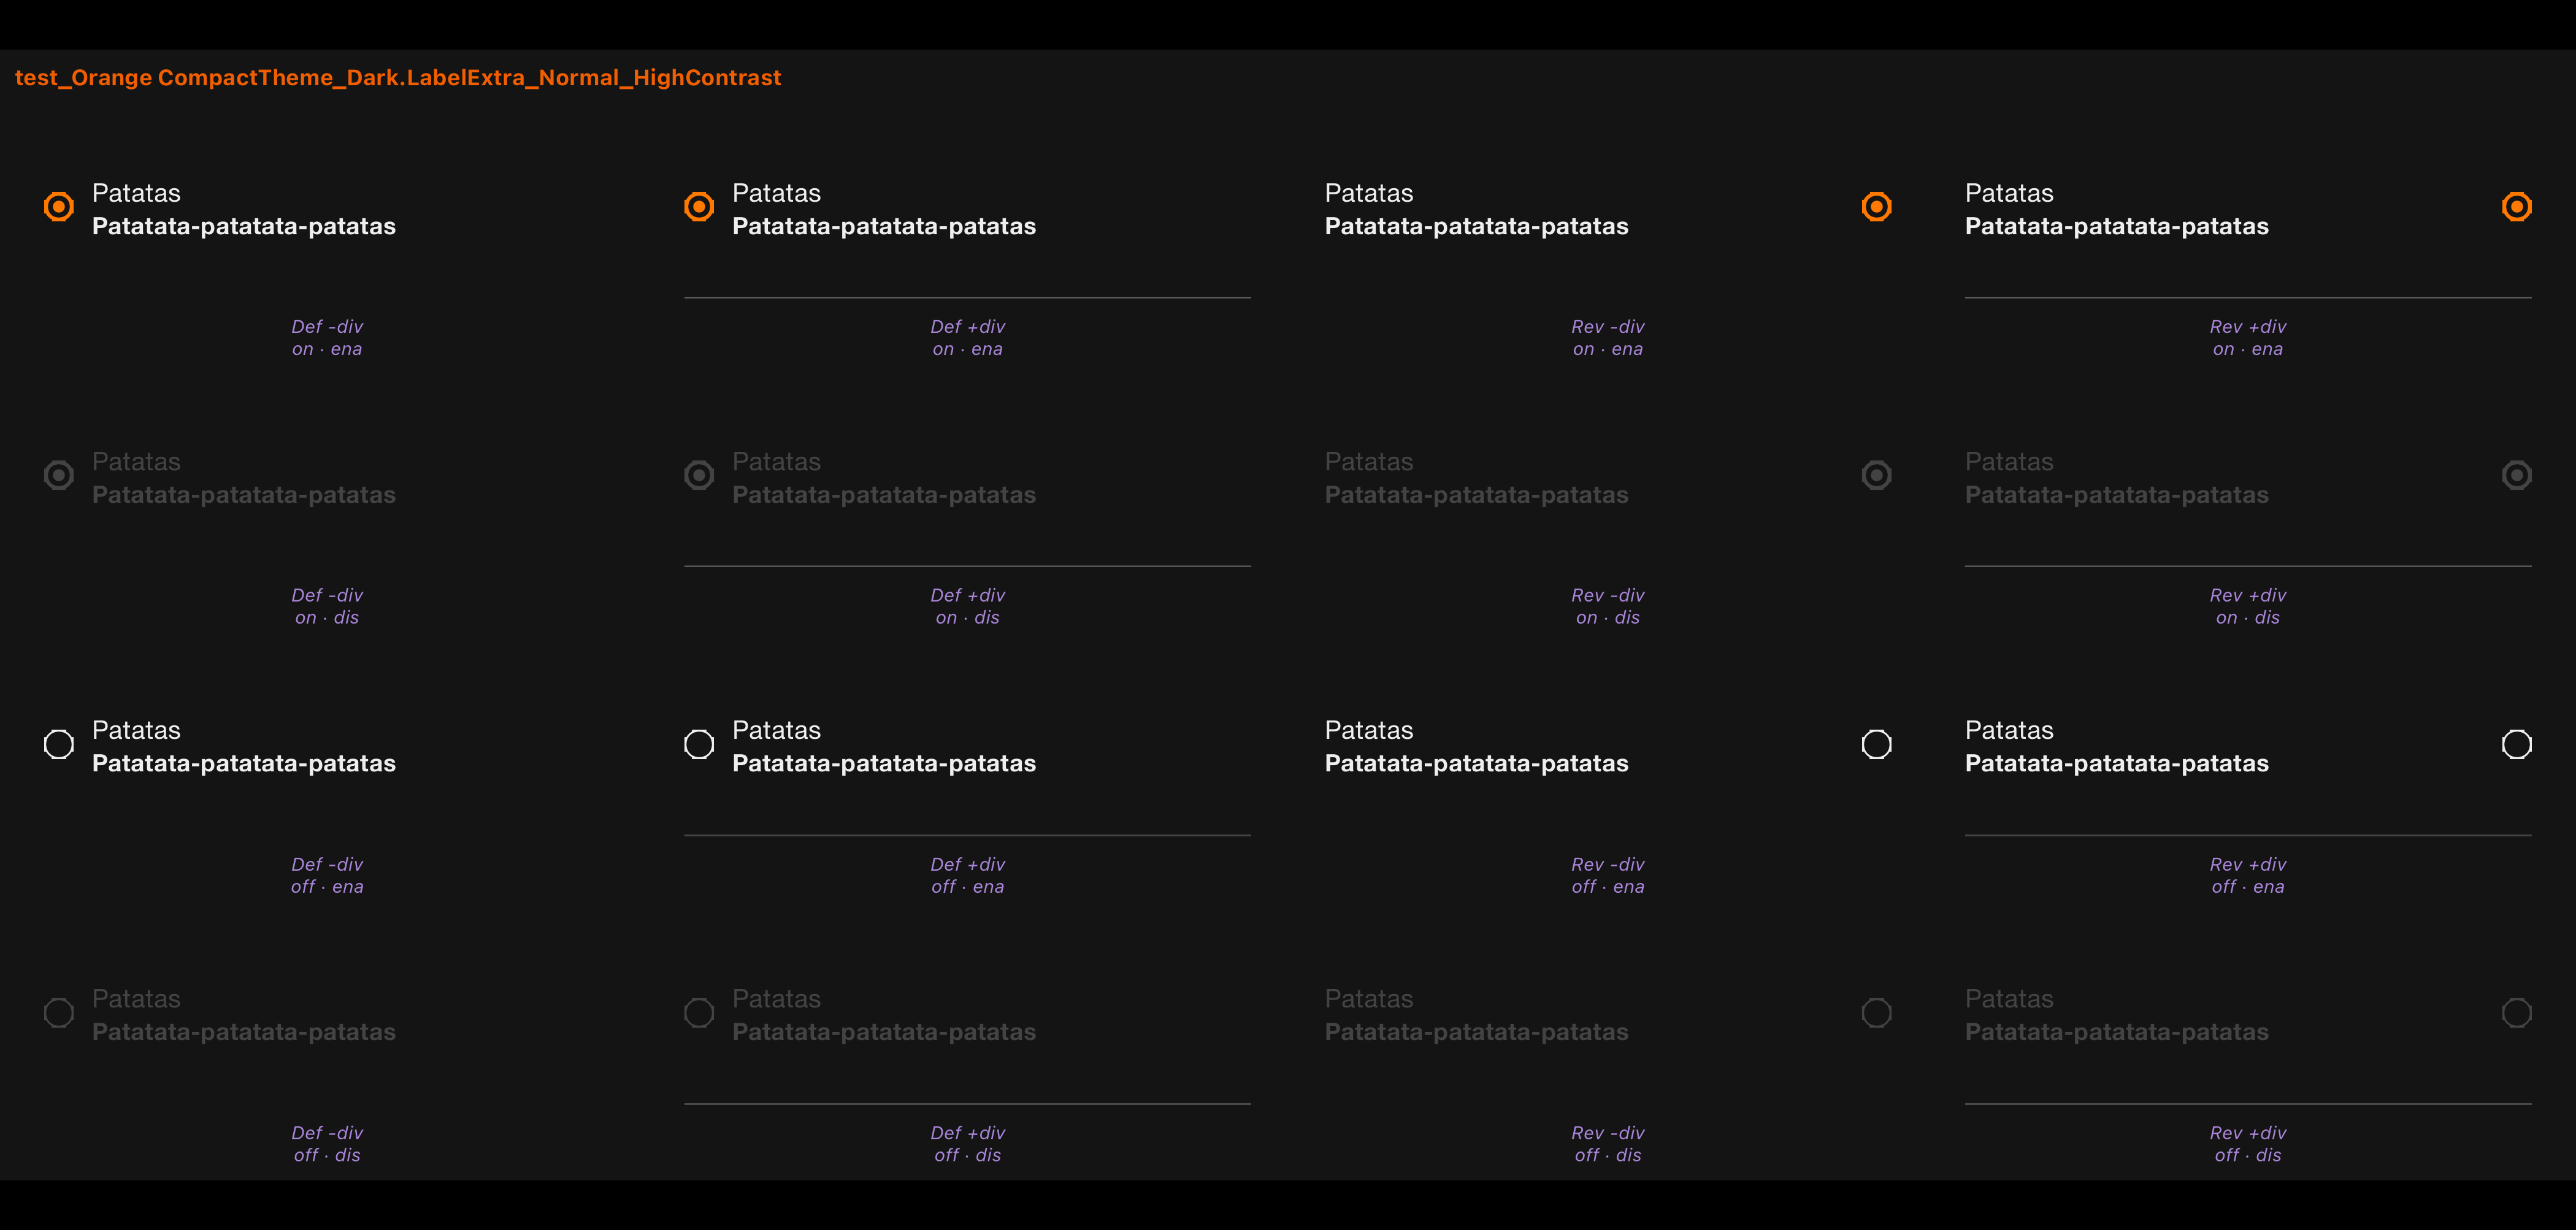 test_Orange CompactTheme_Dark.LabelExtra_Normal_HighContrast
Patatas
Patatata-patatata-patatas
Def -div
on · ena
Patatas
Patatata-patatata-patatas
Def +div
on · ena
Patatas
Patatata-patatata-patatas
Rev -div
on · ena
Patatas
Patatata-patatata-patatas
Rev +div
on · ena
Patatas
Patatata-patatata-patatas
Def -div
on · dis
Patatas
Patatata-patatata-patatas
Def +div
on · dis
Patatas
Patatata-patatata-patatas
Rev -div
on · dis
Patatas
Patatata-patatata-patatas
Rev +div
on · dis
Patatas
Patatata-patatata-patatas
Def -div
off · ena
Patatas
Patatata-patatata-patatas
Def +div
off · ena
Patatas
Patatata-patatata-patatas
Rev -div
off · ena
Patatas
Patatata-patatata-patatas
Rev +div
off · ena
Patatas
Patatata-patatata-patatas
Def -div
off · dis
Patatas
Patatata-patatata-patatas
Def +div
off · dis
Patatas
Patatata-patatata-patatas
Rev -div
off · dis
Patatas
Patatata-patatata-patatas
Rev +div
off · dis